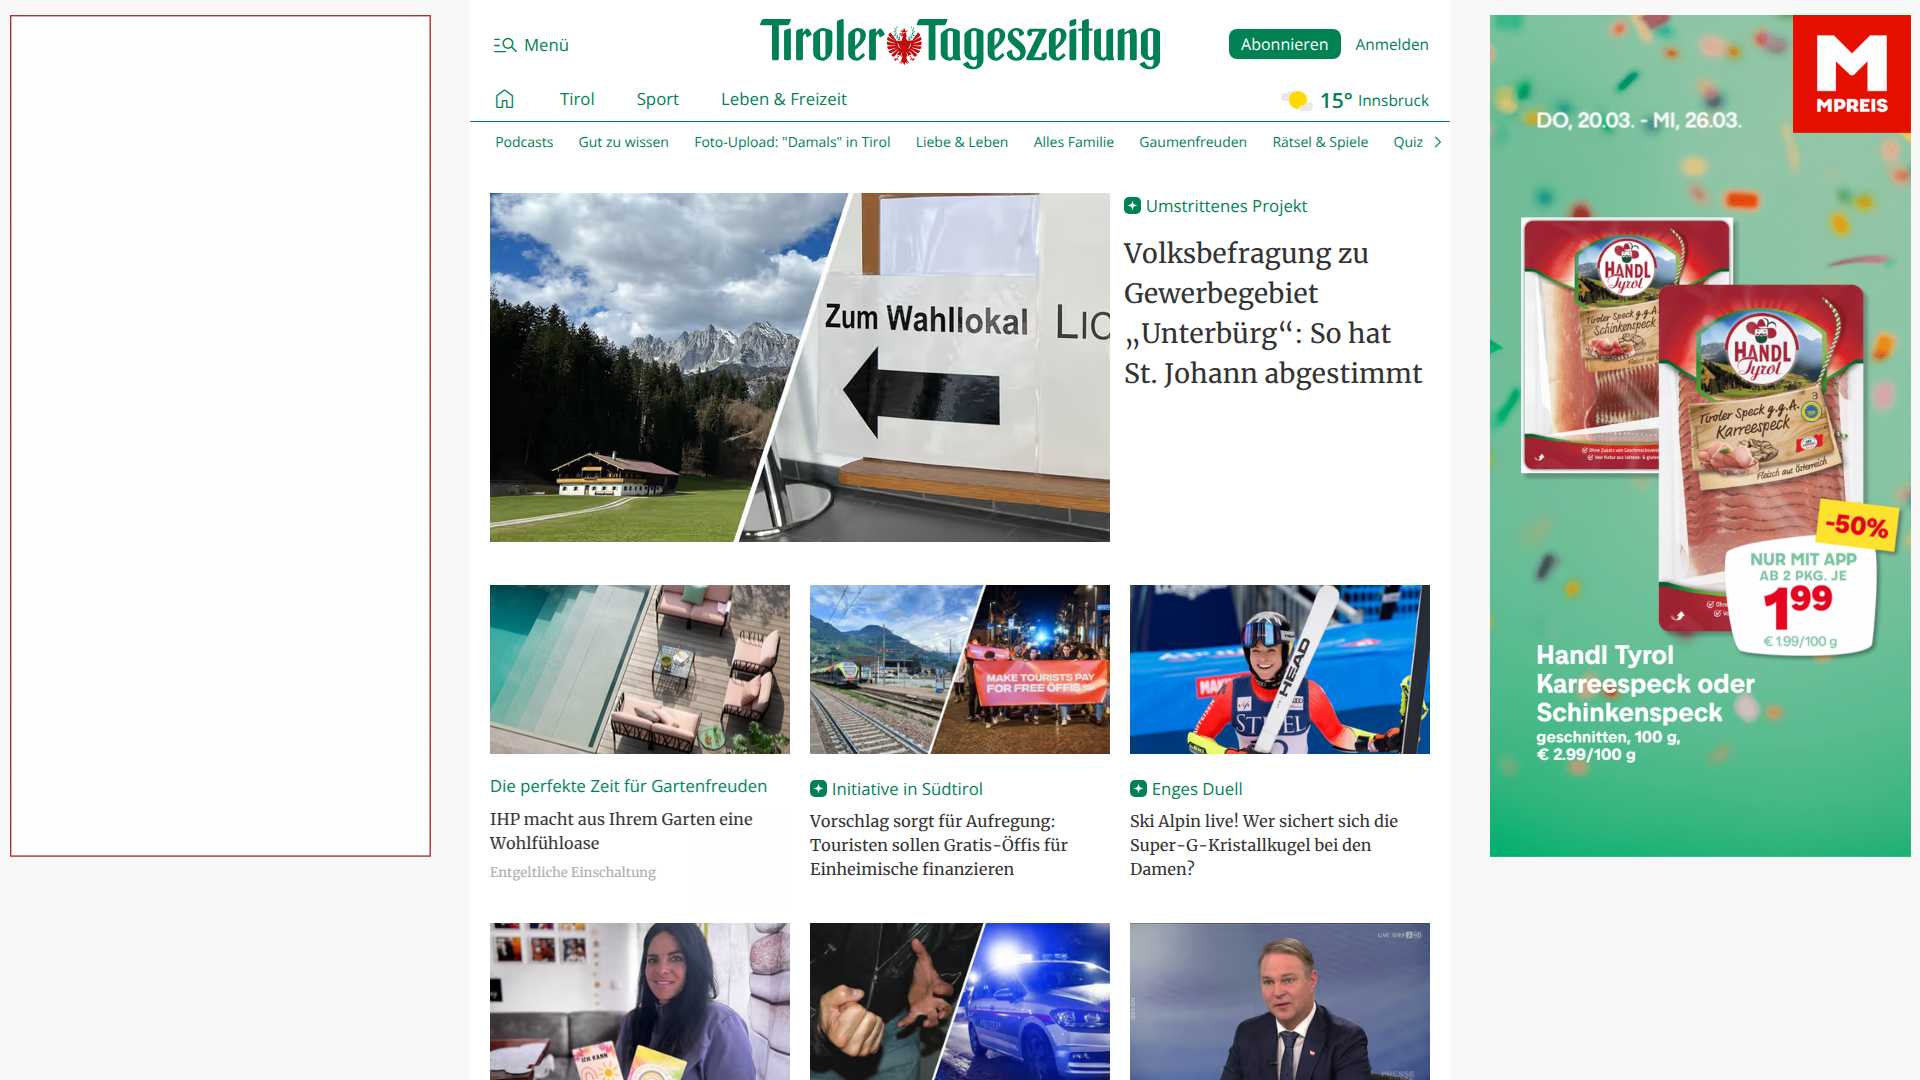 Menü
Tiroler Tageszeitung
Abonnieren
Anmelden
Tirol
Sport
Leben & Freizeit
15° Innsbruck
Podcasts
Gut zu wissen
Foto-Upload: "Damals" in Tirol
Liebe & Leben
Alles Familie
Gaumenfreuden
Rätsel & Spiele
Quiz
Zum Wahllokal
LIC
Umstrittenes Projekt
Volksbefragung zu
Gewerbegebiet
„Unterbürg“: So hat
St. Johann abgestimmt
MAKE TOURISTS PAY
FOR FREE ÖFFIS
HEAD
Die perfekte Zeit für Gartenfreuden
IHP macht aus Ihrem Garten eine
Wohlfühloase
Entgeltliche Einschaltung
Initiative in Südtirol
Vorschlag sorgt für Aufregung:
Touristen sollen Gratis-Öffis für
Einheimische finanzieren
Enges Duell
Ski Alpin live! Wer sichert sich die
Super-G-Kristallkugel bei den
Damen?
ICH KANN
M
MPREIS
DO, 20.03. - MI, 26.03.
HANDL
Tyrol
Tiroler Speck g.g.A.
Schinkenspeck
HANDL
Tyrol
Tiroler Speck g.g.A.
Karreespeck
Fleisch aus Österreich
-50%
NUR MIT APP
AB 2 PKG. JE
1 99
€ 1.99/100 g
Handl Tyrol
Karreespeck oder
Schinkenspeck
geschnitten, 100 g,
€ 2.99/100 g